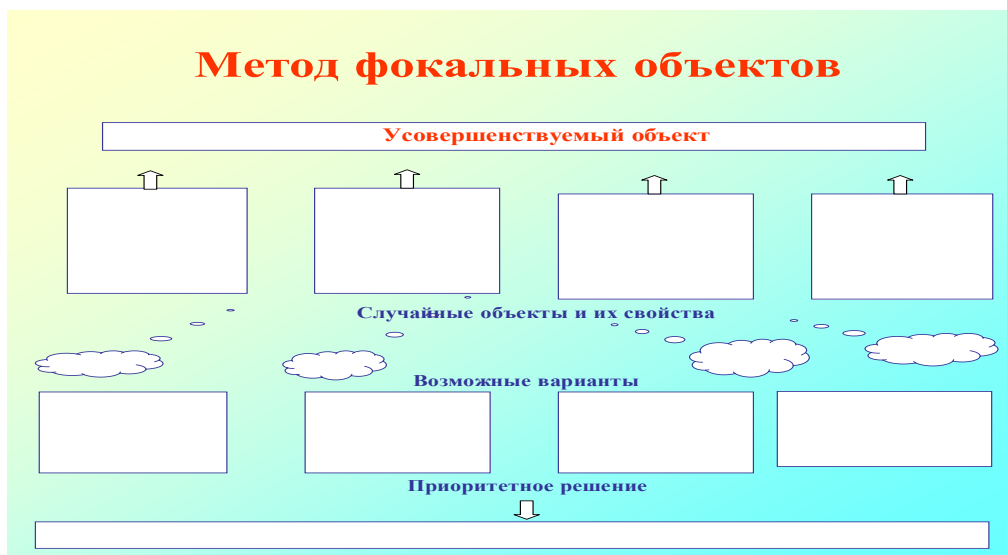 Метод фокальных объектов
Усовершенствуемый объект
Случайные объекты и их свойства
Возможные варианты
Приоритетное решение